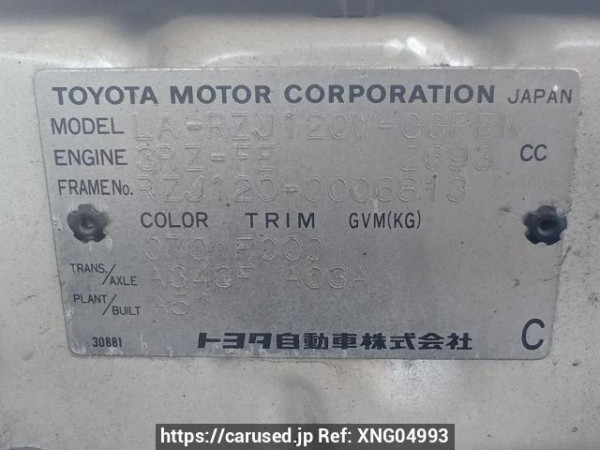 TOYOTA MOTOR CORPORATION JAPAN
MODEL LA-RZJ120W-GGPEK
ENGINE 3RZ-FE 2693 CC
FRAME No. RZJ120-0006813
COLOR TRIM GVM(KG)
070
TRANS./AXLE A343F A03A
PLANT/BUILT A51
30881
トヨタ自動車株式会社 C
https://carused.jp Ref: XNG04993